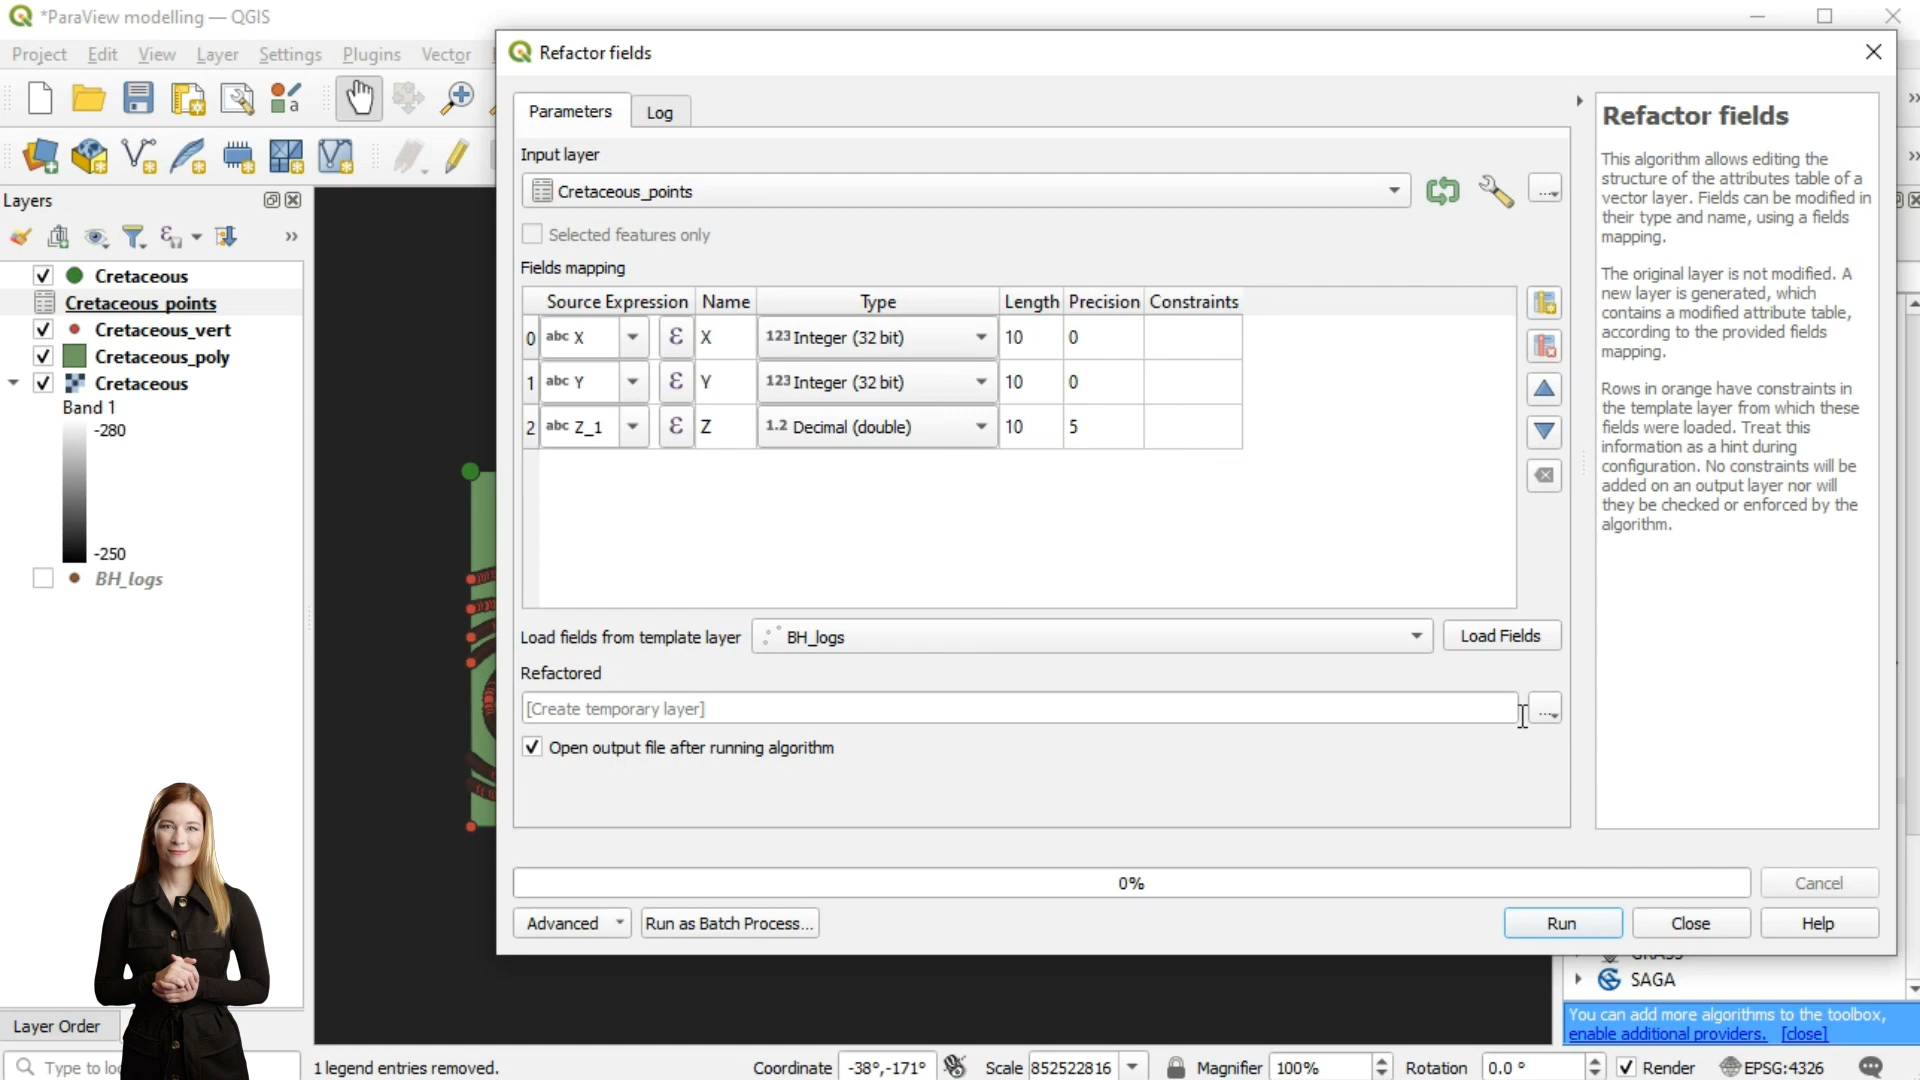 *ParaView modelling — QGIS
Project Edit View Layer Settings Plugins Vector
Refactor fields
Parameters
Log
Input layer
Cretaceous_points
Selected features only
Fields mapping
Source Expression Name Type Length Precision Constraints
0 abc X ε X 123 Integer (32 bit) 10 0
1 abc Y ε Y 123 Integer (32 bit) 10 0
2 abc Z_1 ε Z 1.2 Decimal (double) 10 5
Load fields from template layer
BH_logs
Load Fields
Refactored
[Create temporary layer]
Open output file after running algorithm
0%
Cancel
Advanced
Run as Batch Process...
Run
Close
Help
Refactor fields
This algorithm allows editing the
structure of the attributes table of a
vector layer. Fields can be modified in
their type and name, using a fields
mapping.
The original layer is not modified. A
new layer is generated, which
contains a modified attribute table,
according to the provided fields
mapping.
Rows in orange have constraints in
the template layer from which these
fields were loaded. Treat this
information as a hint during
configuration. No constraints will be
added on an output layer nor will
they be checked or enforced by the
algorithm.
Layers
Cretaceous
Cretaceous_points
Cretaceous_vert
Cretaceous_poly
Cretaceous
Band 1
-280
-250
BH_logs
Layer Order
SAGA
You can add more algorithms to the toolbox,
enable additional providers. [close]
Type to
1 legend entries removed.
Coordinate -38°,-171°
Scale 852522816
Magnifier 100%
Rotation 0.0 °
Render
EPSG:4326